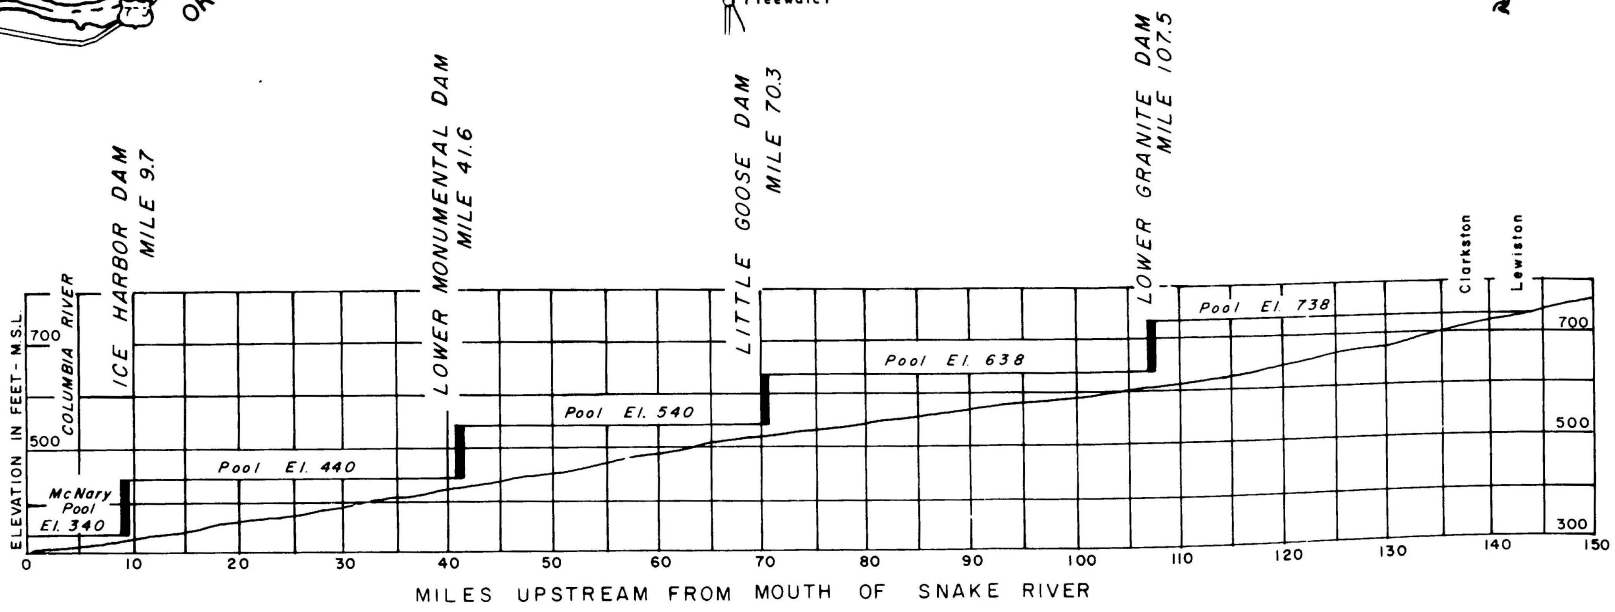 ICE HARBOR DAM
MILE 9.7
LOWER MONUMENTAL DAM
MILE 41.6
LITTLE GOOSE DAM
MILE 70.3
LOWER GRANITE DAM
MILE 107.5
Clarkston
Lewiston
COLUMBIA RIVER
ELEVATION IN FEET-M.S.L.
700
500
McNary
Pool
El. 340
Pool El. 440
Pool El. 540
Pool El. 638
Pool El. 738
700
500
300
0 10 20 30 40 50 60 70 80 90 100 110 120 130 140 150
MILES UPSTREAM FROM MOUTH OF SNAKE RIVER